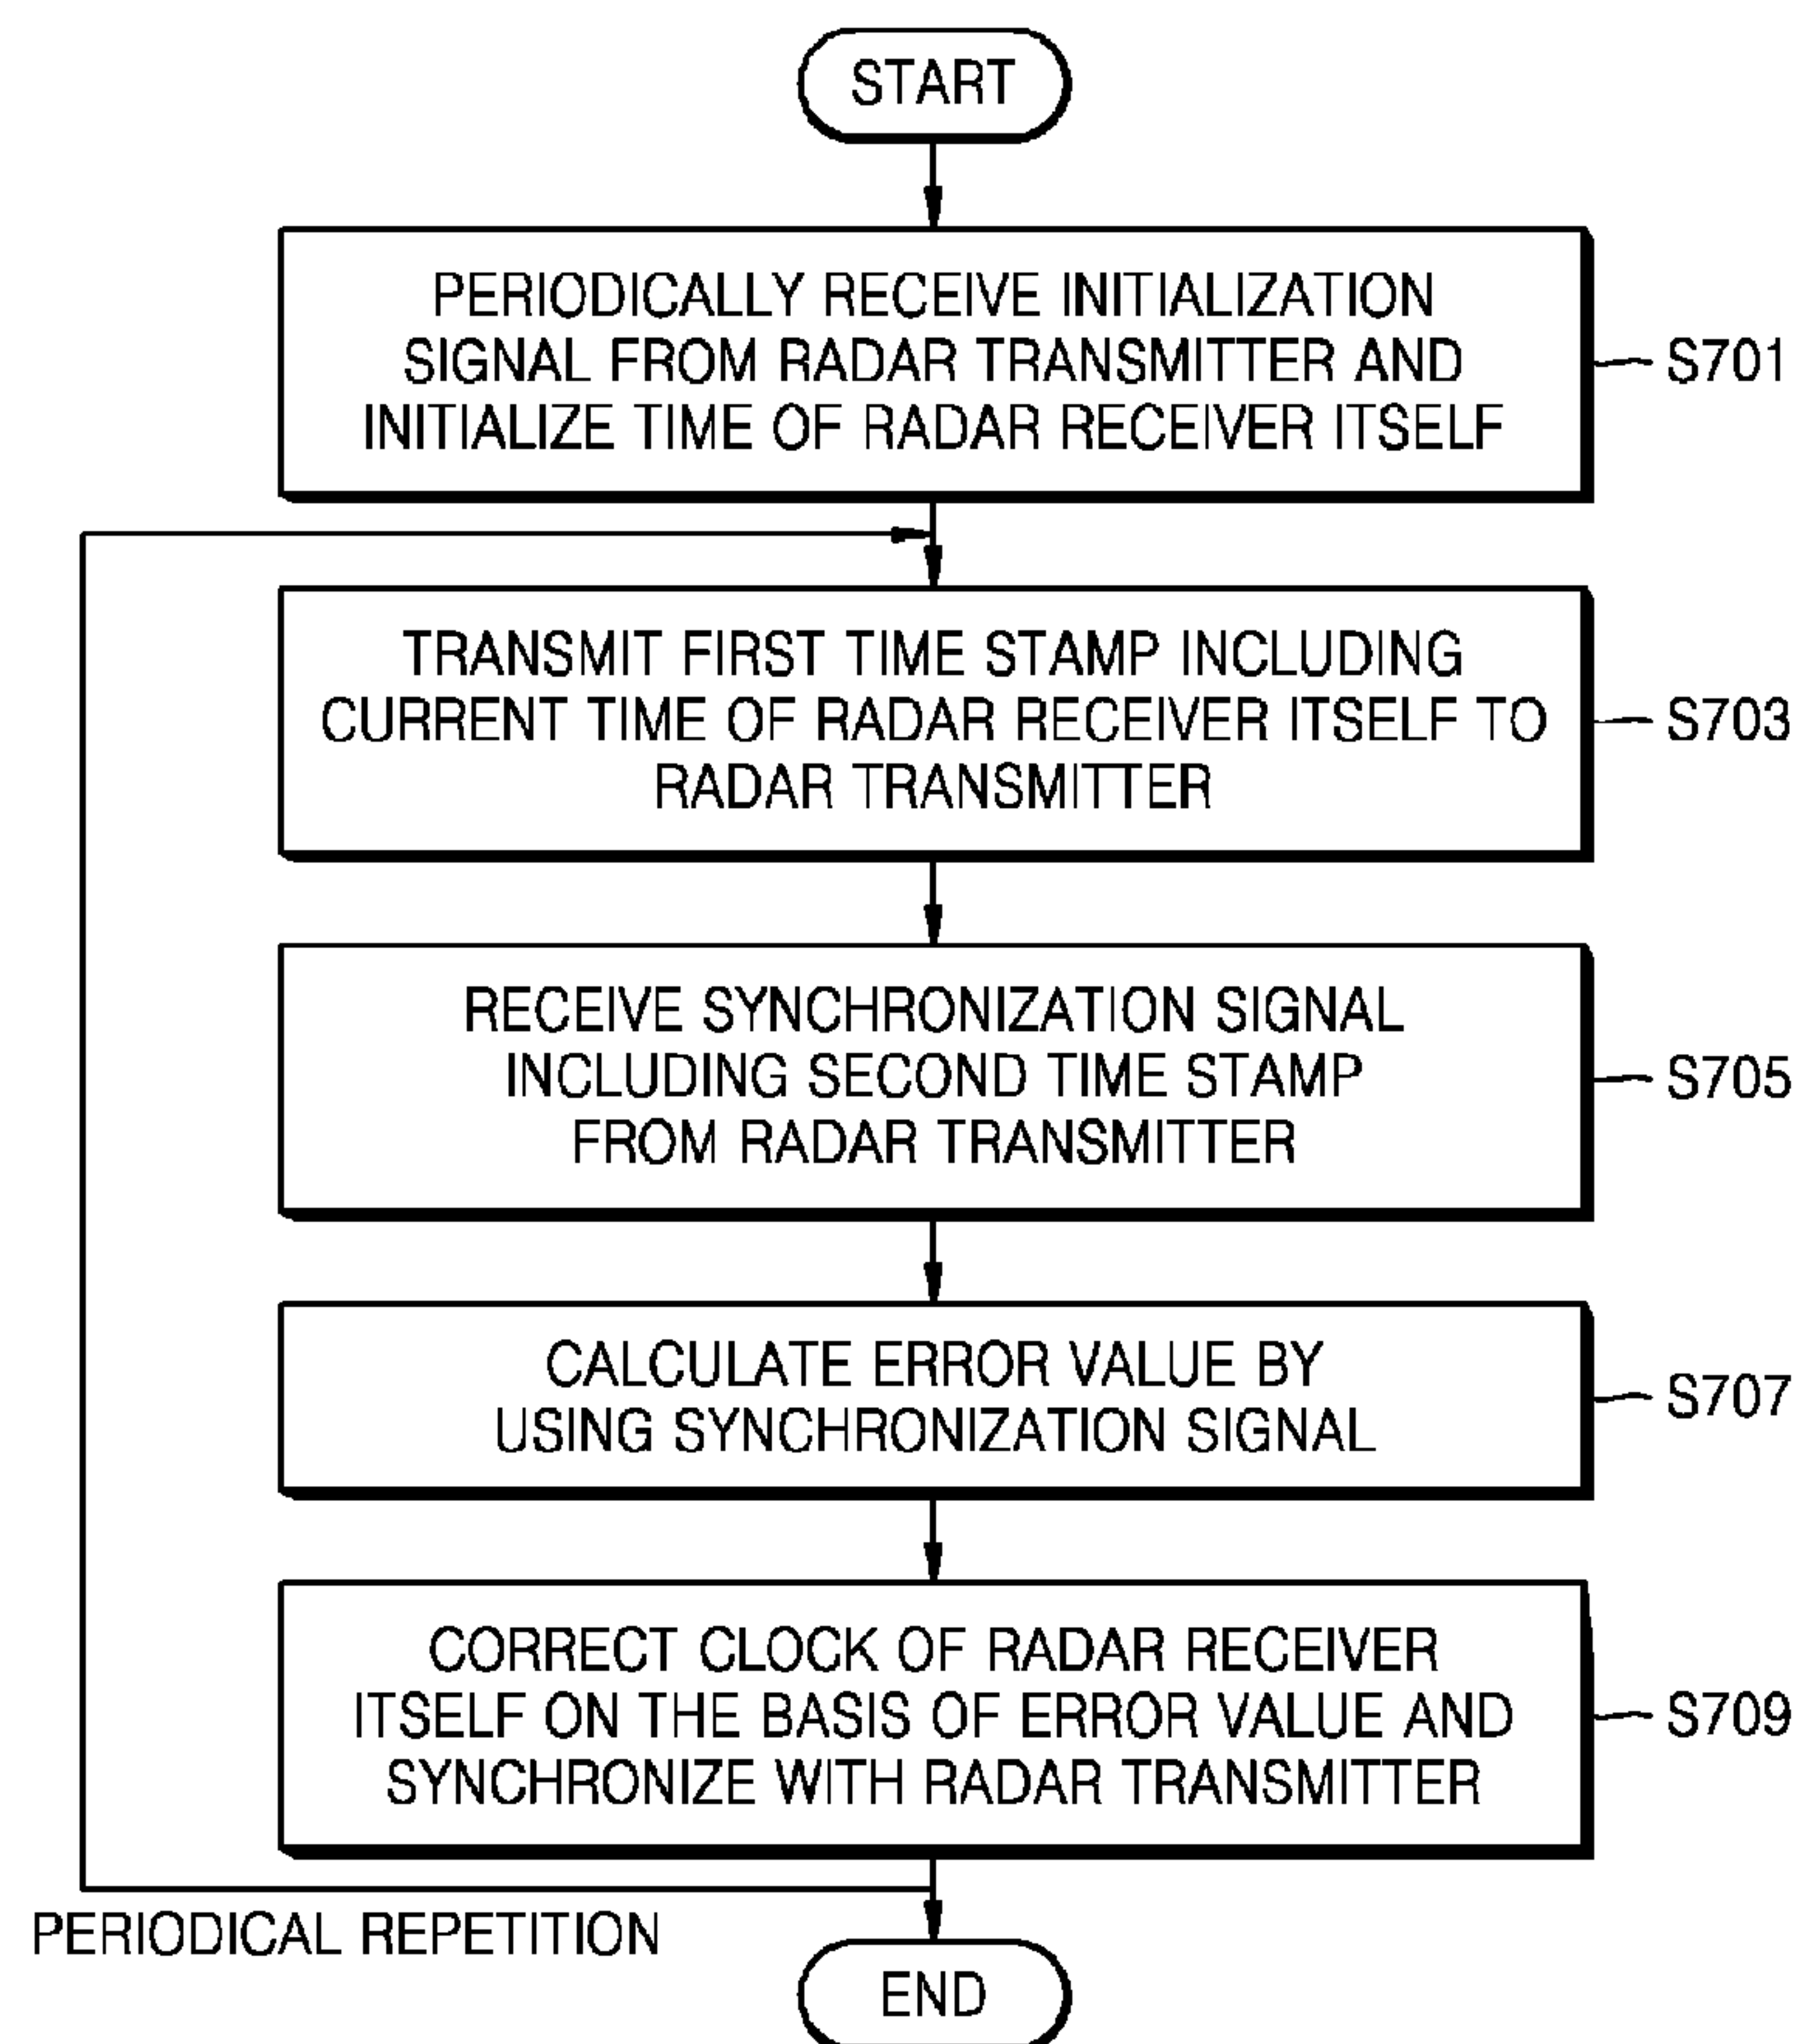 START
PERIODICALLY RECEIVE INITIALIZATION
SIGNAL FROM RADAR TRANSMITTER AND
INITIALIZE TIME OF RADAR RECEIVER ITSELF
S701
TRANSMIT FIRST TIME STAMP INCLUDING
CURRENT TIME OF RADAR RECEIVER ITSELF TO
RADAR TRANSMITTER
S703
RECEIVE SYNCHRONIZATION SIGNAL
INCLUDING SECOND TIME STAMP
FROM RADAR TRANSMITTER
S705
CALCULATE ERROR VALUE BY
USING SYNCHRONIZATION SIGNAL
S707
CORRECT CLOCK OF RADAR RECEIVER
ITSELF ON THE BASIS OF ERROR VALUE AND
SYNCHRONIZE WITH RADAR TRANSMITTER
S709
PERIODICAL REPETITION
END